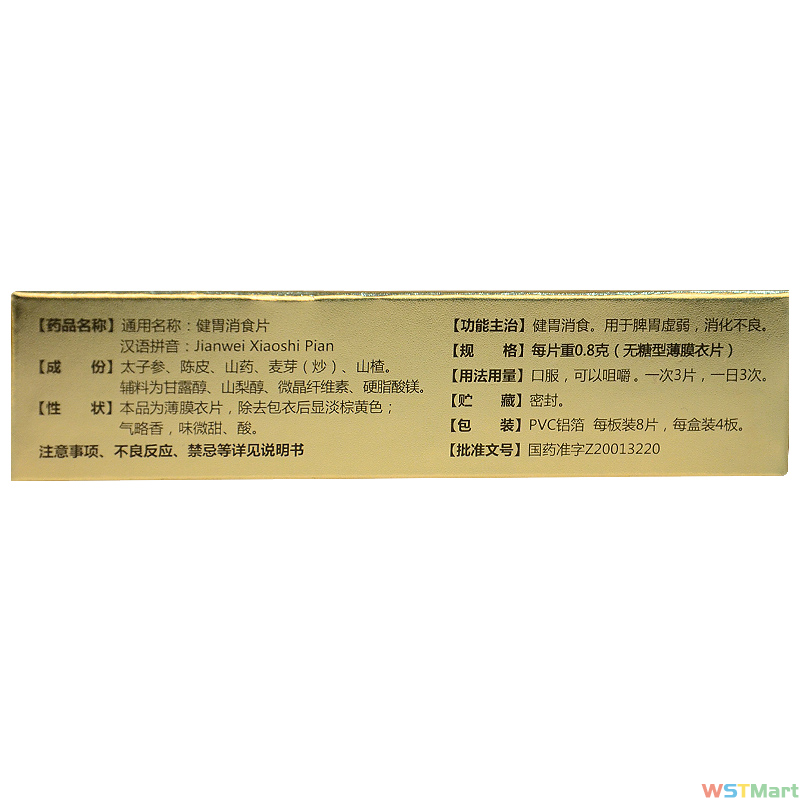 【药品名称】通用名称：健胃消食片
汉语拼音：Jianwei Xiaoshi Pian
【成 份】太子参、陈皮、山药、麦芽（炒）、山楂。
辅料为甘露醇、山梨醇、微晶纤维素、硬脂酸镁。
【性 状】本品为薄膜衣片，除去包衣后显淡棕黄色；
气略香，味微甜、酸。
注意事项、不良反应、禁忌等详见说明书
【功能主治】健胃消食。用于脾胃虚弱，消化不良。
【规 格】每片重0.8克（无糖型薄膜衣片）
【用法用量】口服，可以咀嚼。一次3片，一日3次。
【贮 藏】密封。
【包 装】PVC铝箔 每板装8片，每盒装4板。
【批准文号】国药准字Z20013220
WSTMart